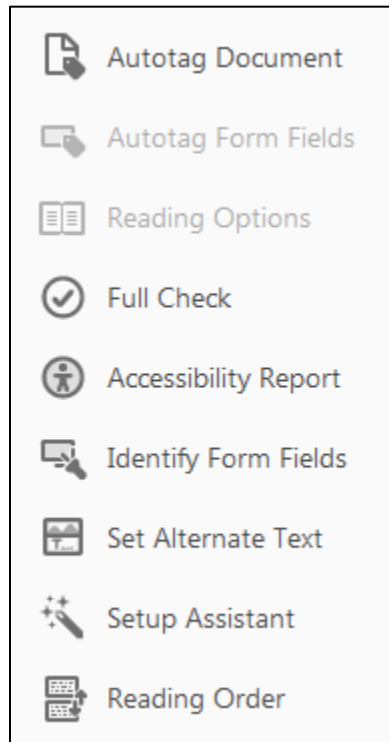 Autotag Document
Autotag Form Fields
Reading Options
Full Check
Accessibility Report
Identify Form Fields
Set Alternate Text
Setup Assistant
Reading Order